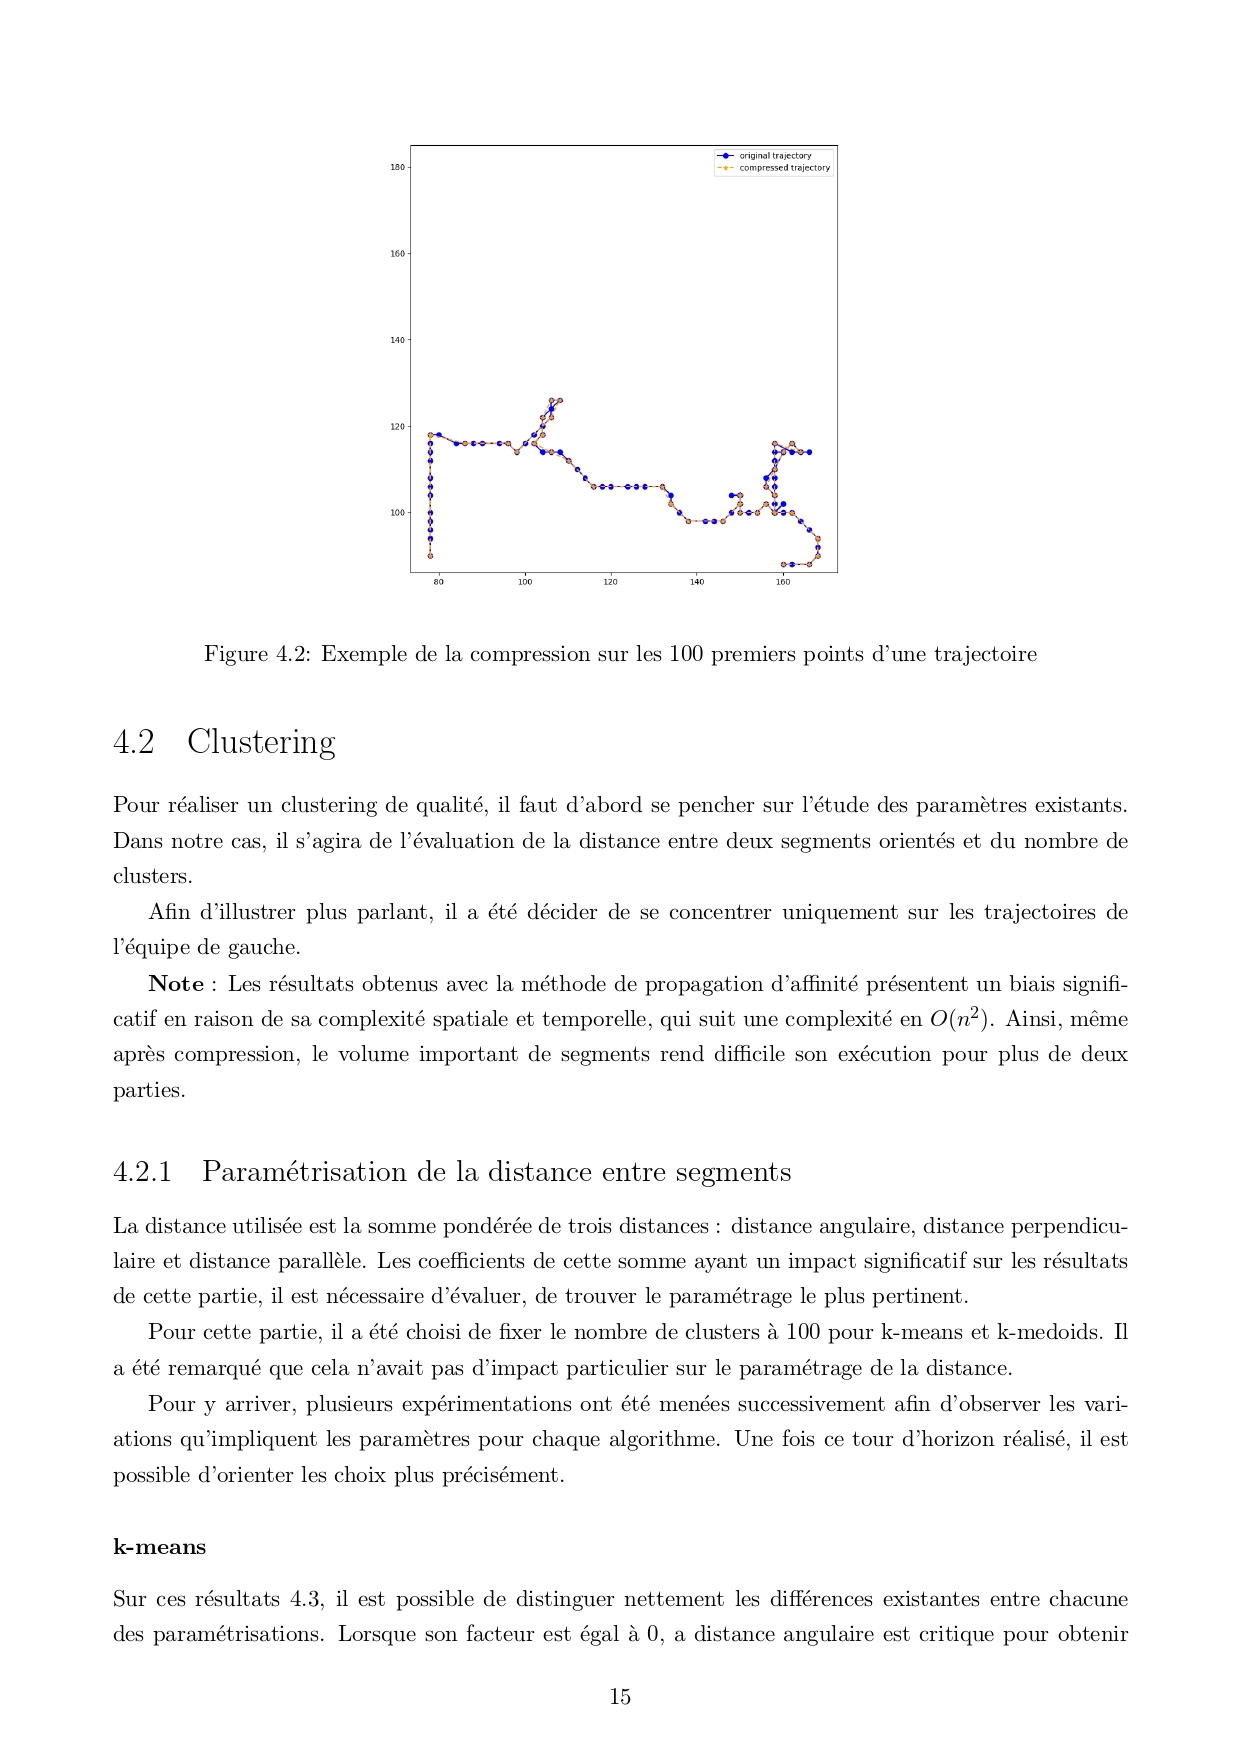 original trajectory
compressed trajectory
180
160
140
120
100
80 100 120 140 160
Figure 4.2: Exemple de la compression sur les 100 premiers points d'une trajectoire
4.2 Clustering
Pour réaliser un clustering de qualité, il faut d'abord se pencher sur l'étude des paramètres existants.
Dans notre cas, il s'agira de l'évaluation de la distance entre deux segments orientés et du nombre de
clusters.
Afin d'illustrer plus parlant, il a été décider de se concentrer uniquement sur les trajectoires de
l'équipe de gauche.
Note : Les résultats obtenus avec la méthode de propagation d'affinité présentent un biais signifi-
catif en raison de sa complexité spatiale et temporelle, qui suit une complexité en O(n²). Ainsi, même
après compression, le volume important de segments rend difficile son exécution pour plus de deux
parties.
4.2.1 Paramétrisation de la distance entre segments
La distance utilisée est la somme pondérée de trois distances : distance angulaire, distance perpendicu-
laire et distance parallèle. Les coefficients de cette somme ayant un impact significatif sur les résultats
de cette partie, il est nécessaire d'évaluer, de trouver le paramétrage le plus pertinent.
Pour cette partie, il a été choisi de fixer le nombre de clusters à 100 pour k-means et k-medoids. Il
a été remarqué que cela n'avait pas d'impact particulier sur le paramétrage de la distance.
Pour y arriver, plusieurs expérimentations ont été menées successivement afin d'observer les vari-
ations qu'impliquent les paramètres pour chaque algorithme. Une fois ce tour d'horizon réalisé, il est
possible d'orienter les choix plus précisément.
k-means
Sur ces résultats 4.3, il est possible de distinguer nettement les différences existantes entre chacune
des paramétrisations. Lorsque son facteur est égal à 0, a distance angulaire est critique pour obtenir
15